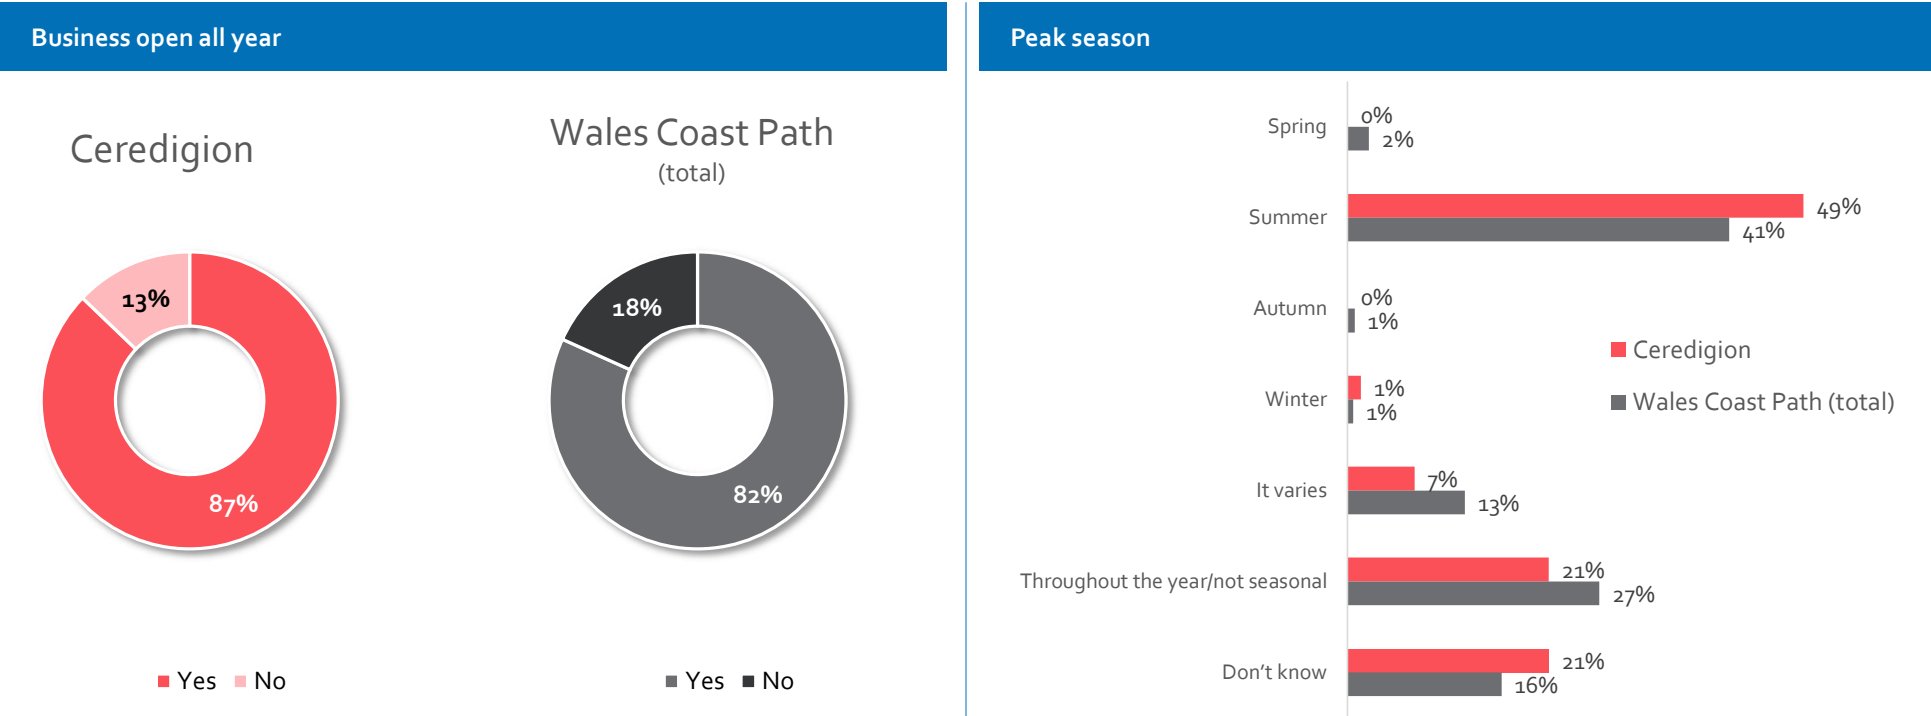 Business open all year
Ceredigion
Wales Coast Path
(total)
13%
87%
18%
82%
Yes No
Yes No
Peak season
Spring
0%
2%
Summer
49%
41%
Autumn
0%
1%
Winter
1%
1%
It varies
7%
13%
Throughout the year/not seasonal
21%
27%
Don't know
21%
16%
Ceredigion
Wales Coast Path (total)